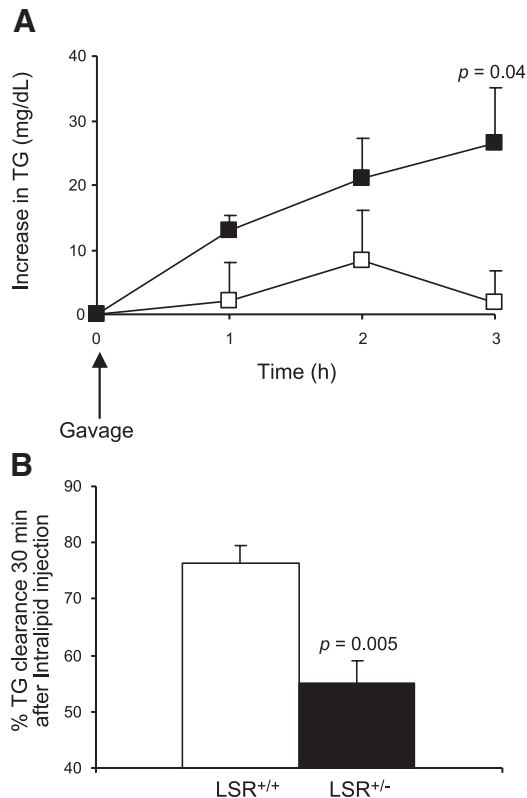 A
Increase in TG (mg/dL)
40
30
20
10
0
p = 0.04
0 1 2 3
Time (h)
Gavage
B
% TG clearance 30 min
after Intralipid injection
90
80
70
60
50
40
p = 0.005
LSR+/+ LSR+/-